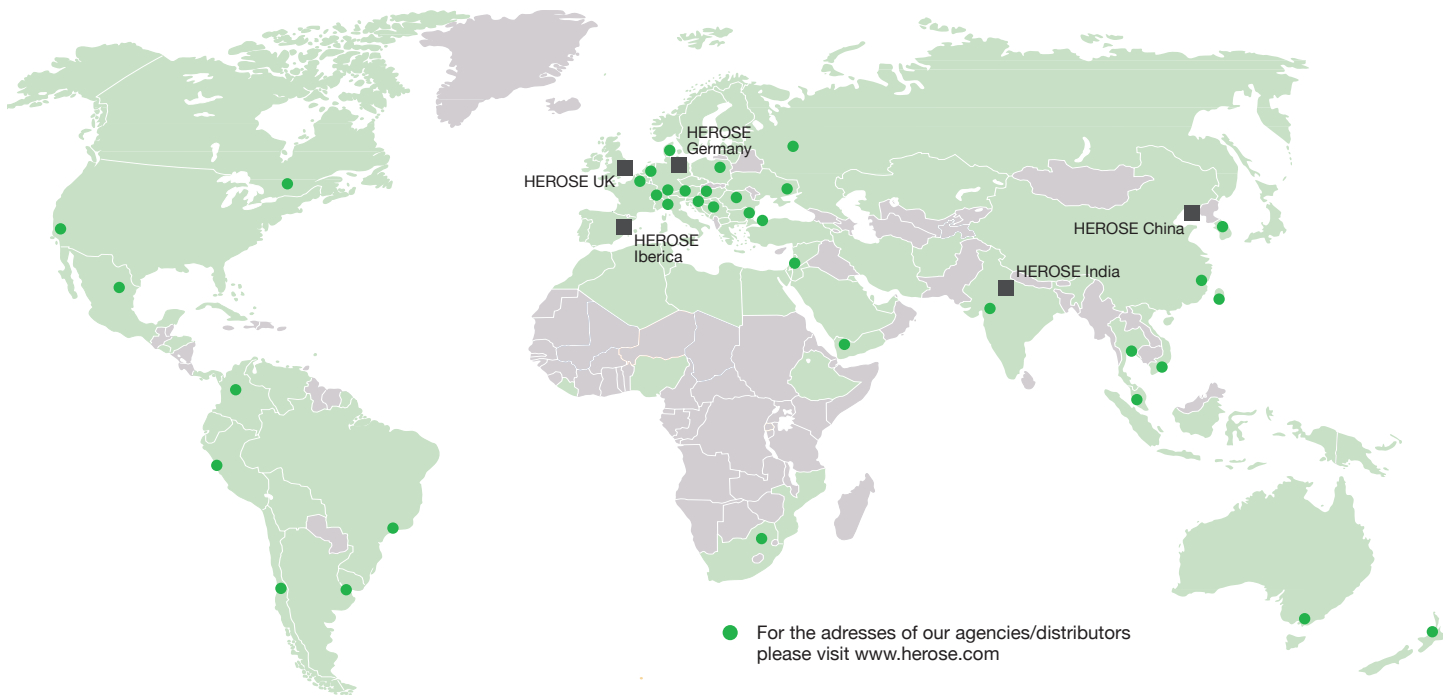 HEROSE
Germany
HEROSE UK
HEROSE
Iberica
HEROSE China
HEROSE India
For the adresses of our agencies/distributors
please visit www.herose.com